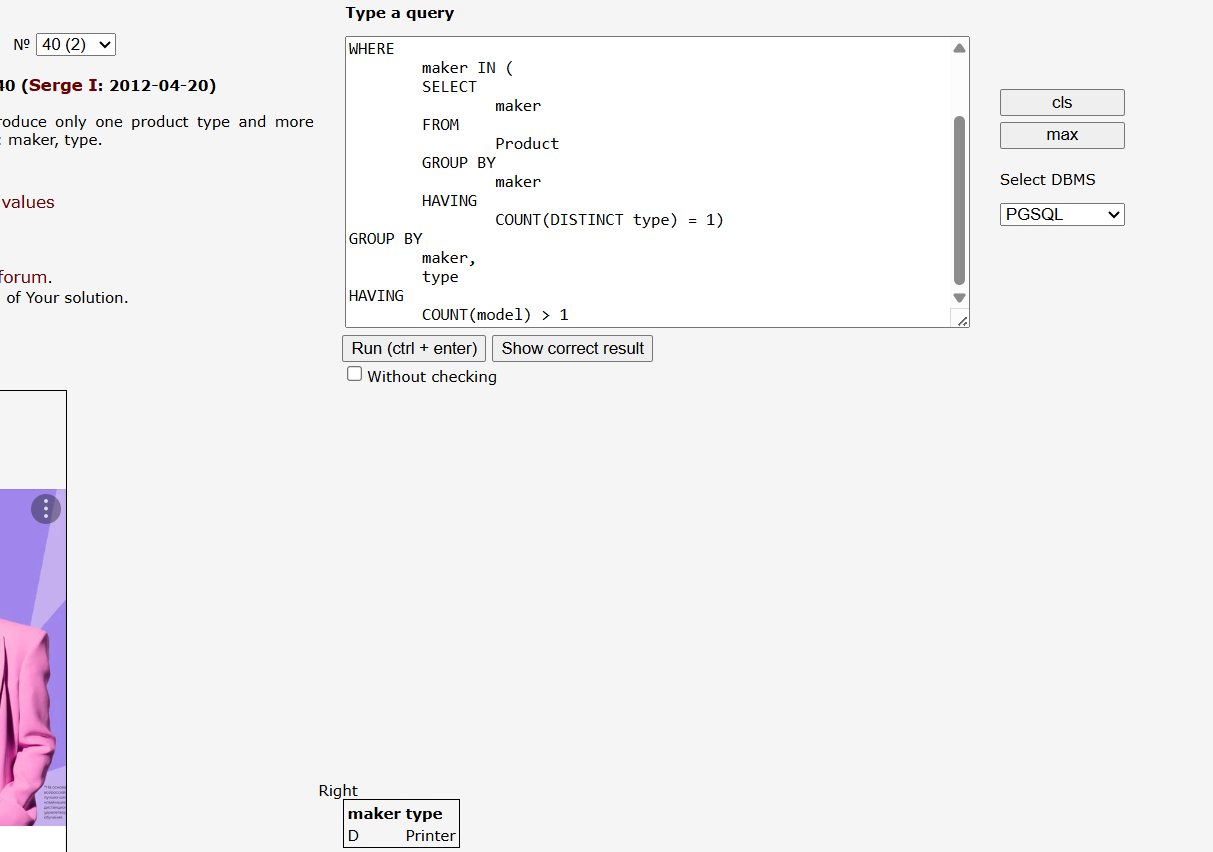 Type a query
№ 40 (2)
40 (Serge I: 2012-04-20)
roduce only one product type and more
: maker, type.
values
forum.
of Your solution.
WHERE
maker IN (
SELECT
maker
FROM
Product
GROUP BY
maker
HAVING
COUNT(DISTINCT type) = 1)
GROUP BY
maker,
type
HAVING
COUNT(model) > 1
cls
max
Select DBMS
PGSQL
Run (ctrl + enter) Show correct result
Without checking
Right
maker type
D Printer